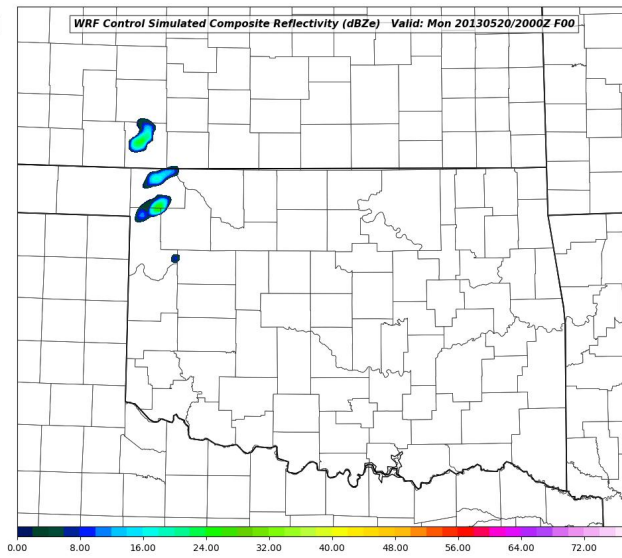 WRF Control Simulated Composite Reflectivity (dBZe)   Valid: Mon 20130520/2000Z F00
0.00 8.00 16.00 24.00 32.00 40.00 48.00 56.00 64.00 72.00